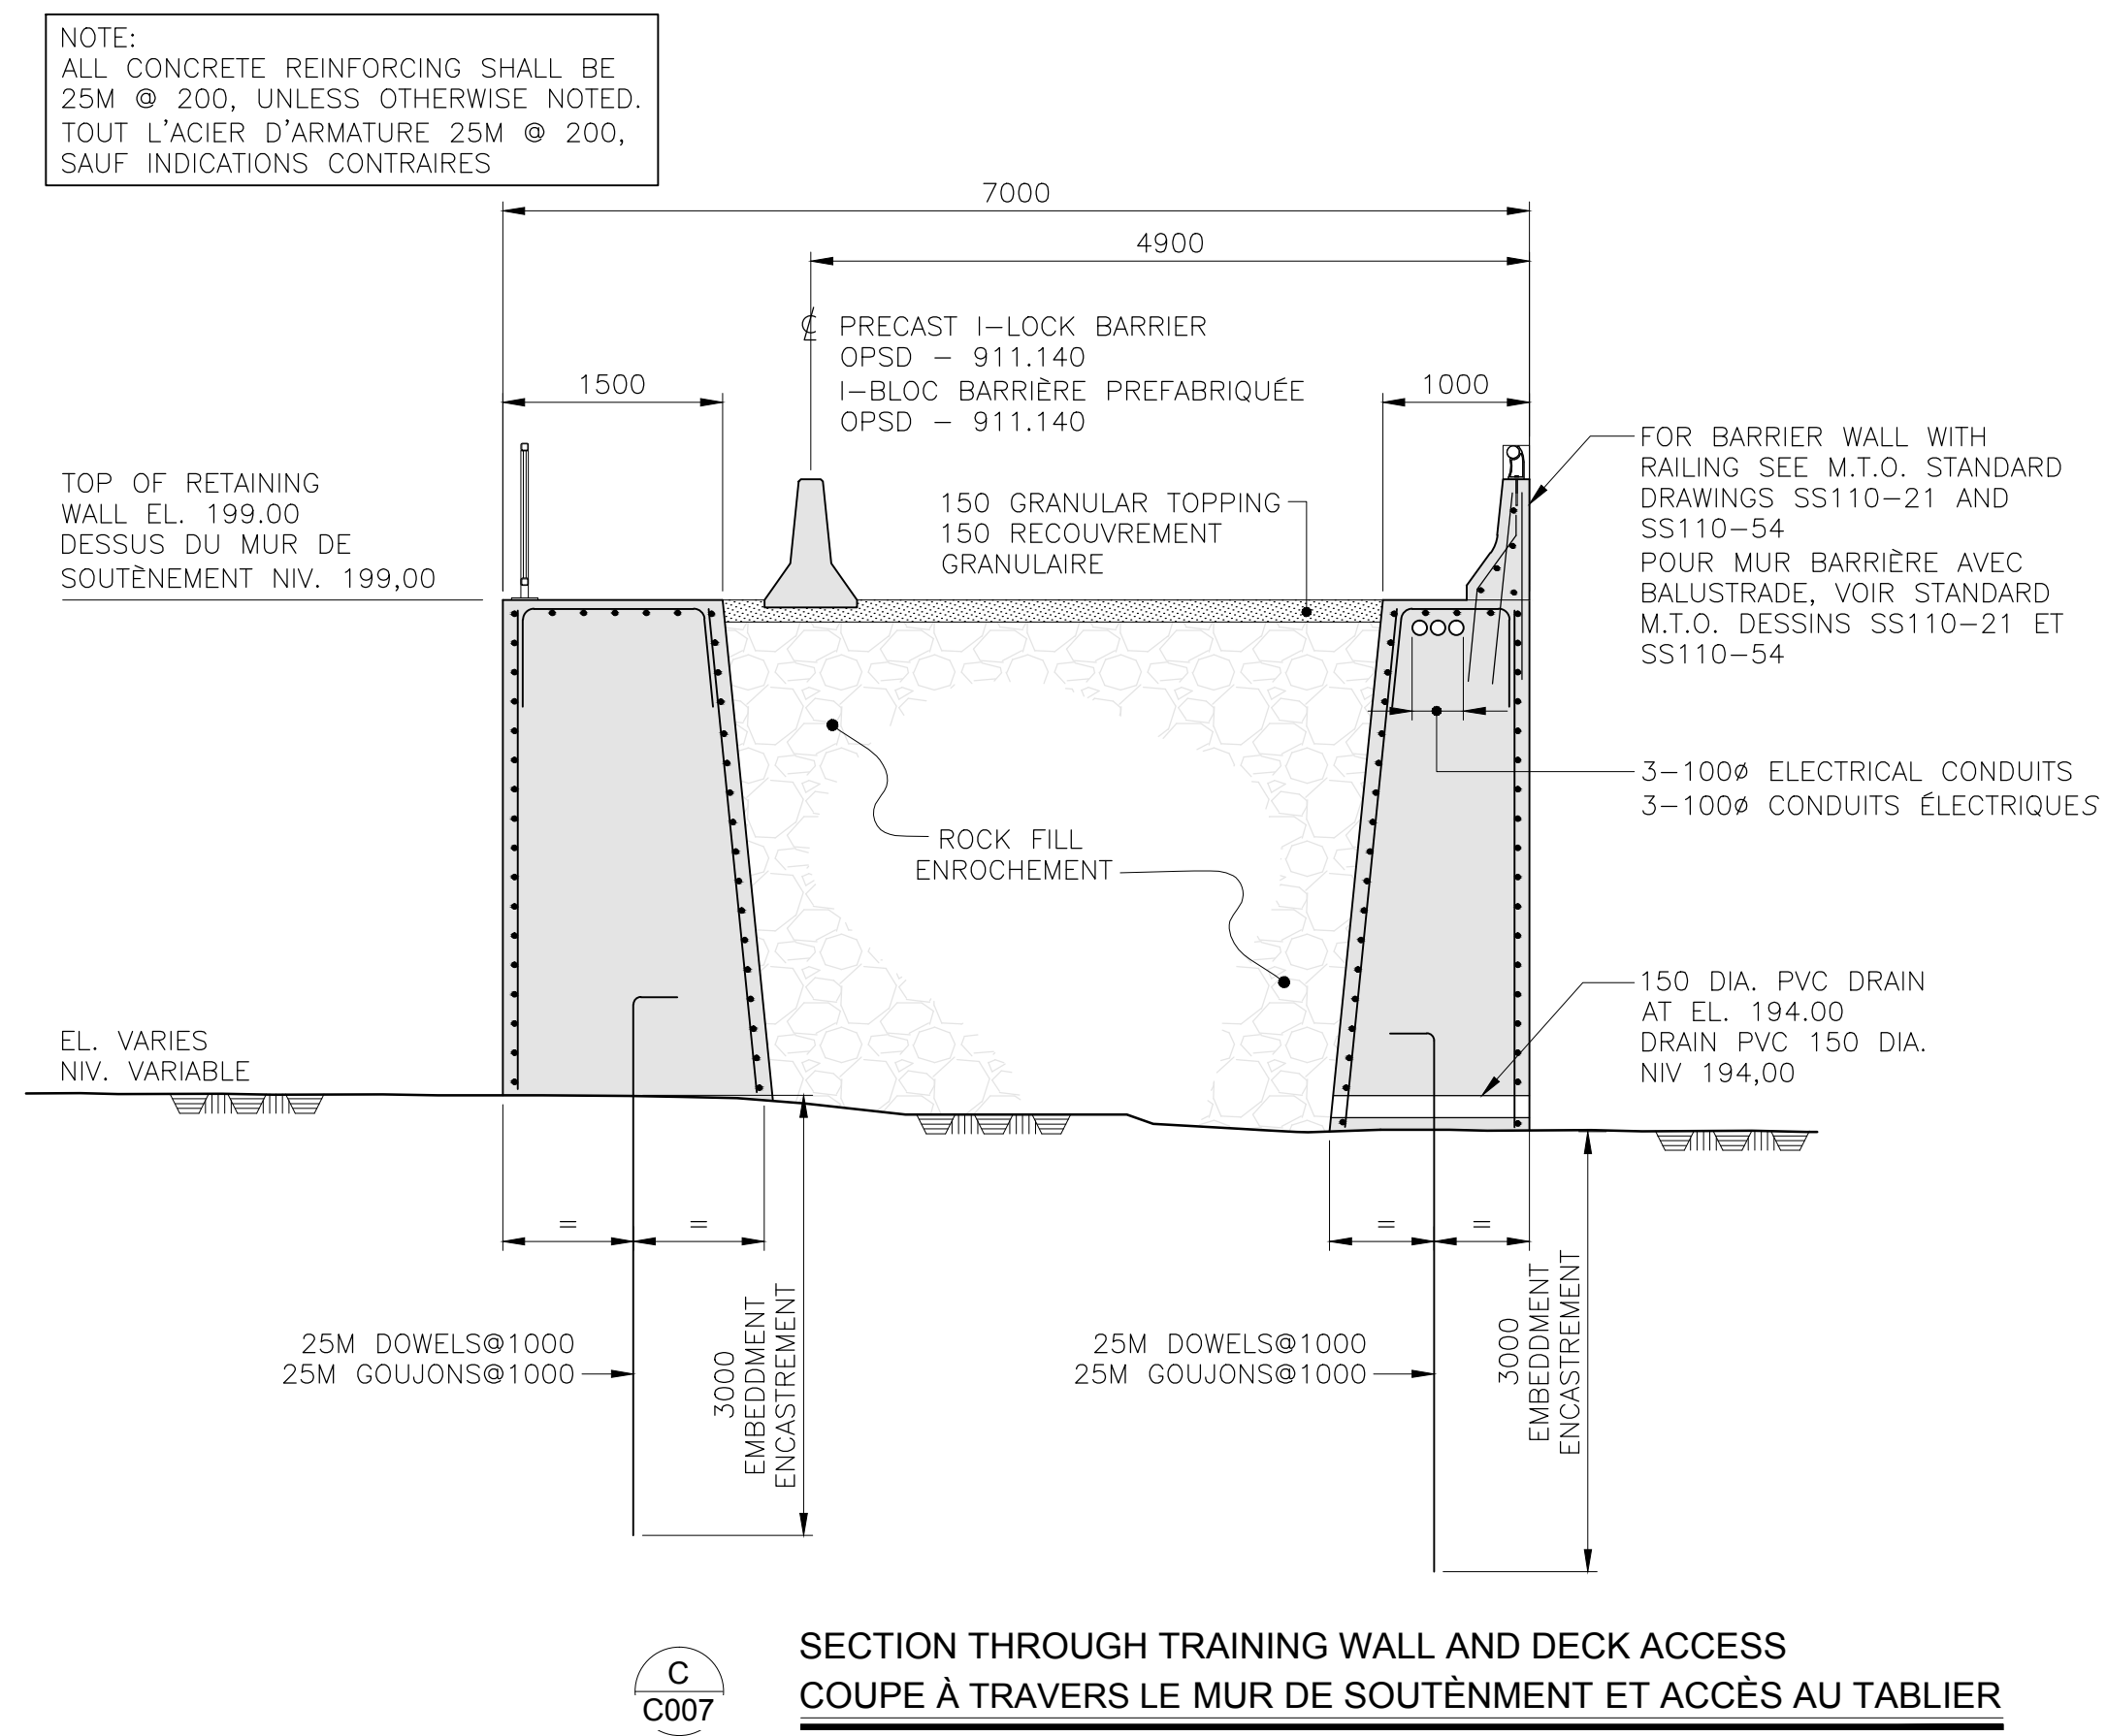 NOTE:
ALL CONCRETE REINFORCING SHALL BE
25M @ 200, UNLESS OTHERWISE NOTED.
TOUT L'ACIER D'ARMATURE 25M @ 200,
SAUF INDICATIONS CONTRAIRES
7000
4900
₵ PRECAST I-LOCK BARRIER
OPSD - 911.140
I-BLOC BARRIÈRE PREFABRIQUÉE
OPSD - 911.140
1500
1000
TOP OF RETAINING
WALL EL. 199.00
DESSUS DU MUR DE
SOUTÈNEMENT NIV. 199,00
150 GRANULAR TOPPING
150 RECOUVREMENT
GRANULAIRE
FOR BARRIER WALL WITH
RAILING SEE M.T.O. STANDARD
DRAWINGS SS110-21 AND
SS110-54
POUR MUR BARRIÈRE AVEC
BALUSTRADE, VOIR STANDARD
M.T.O. DESSINS SS110-21 ET
SS110-54
3-100ø ELECTRICAL CONDUITS
3-100ø CONDUITS ÉLECTRIQUES
ROCK FILL
ENROCHEMENT
150 DIA. PVC DRAIN
AT EL. 194.00
DRAIN PVC 150 DIA.
NIV 194,00
EL. VARIES
NIV. VARIABLE
=
=
=
=
25M DOWELS@1000
25M GOUJONS@1000
3000
EMBEDDMENT
ENCASTREMENT
25M DOWELS@1000
25M GOUJONS@1000
3000
EMBEDDMENT
ENCASTREMENT
C
C007
SECTION THROUGH TRAINING WALL AND DECK ACCESS
COUPE À TRAVERS LE MUR DE SOUTÈNMENT ET ACCÈS AU TABLIER